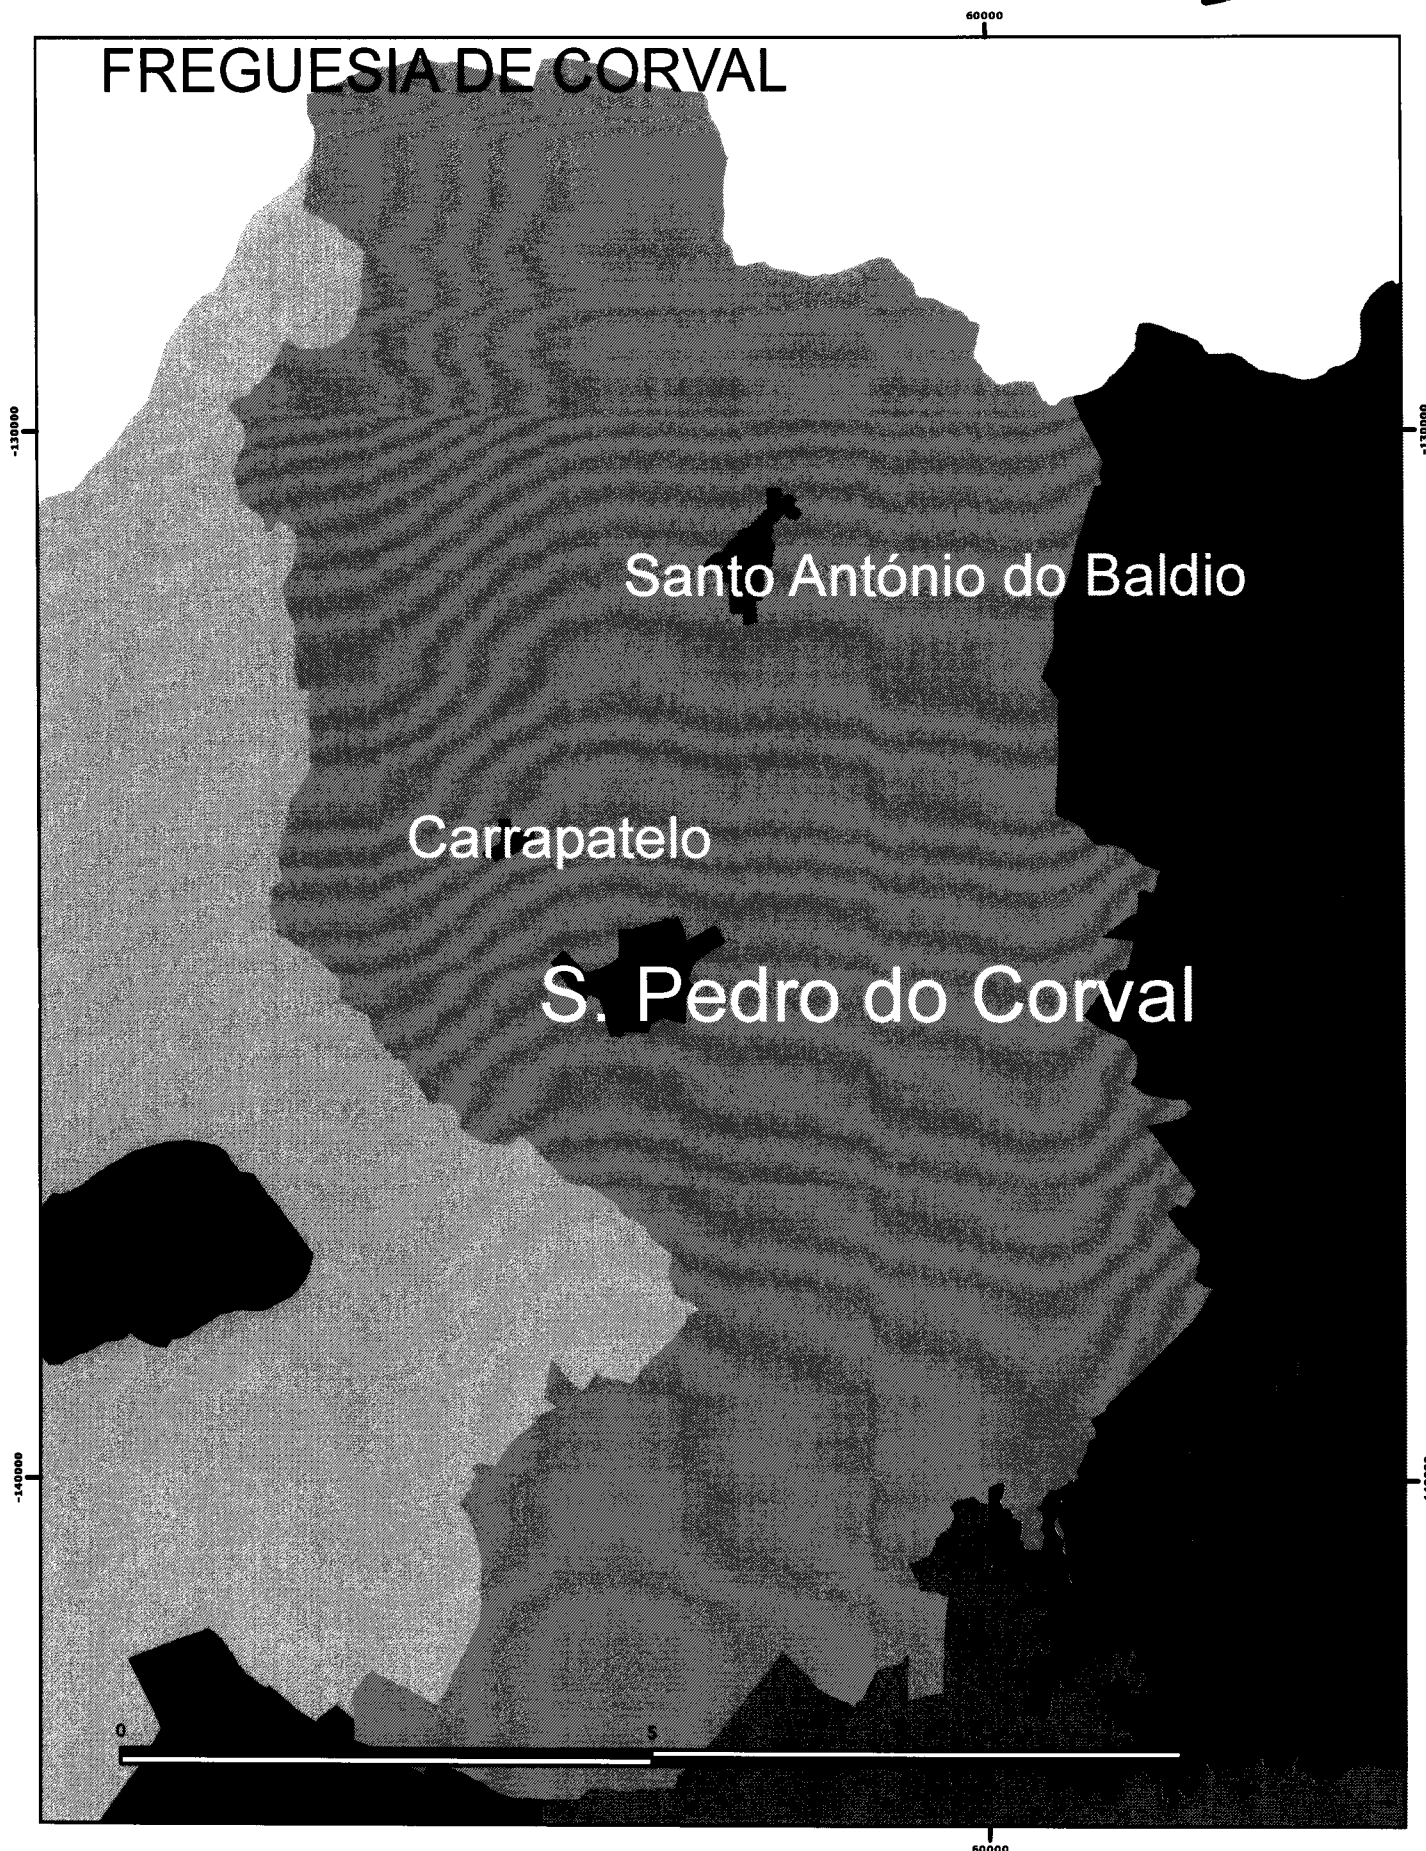 60000
FREGUESIA DE CORVAL
-130000
-130000
Santo António do Baldio
Carrapatelo
S. Pedro do Corval
-140000
0 5
60000